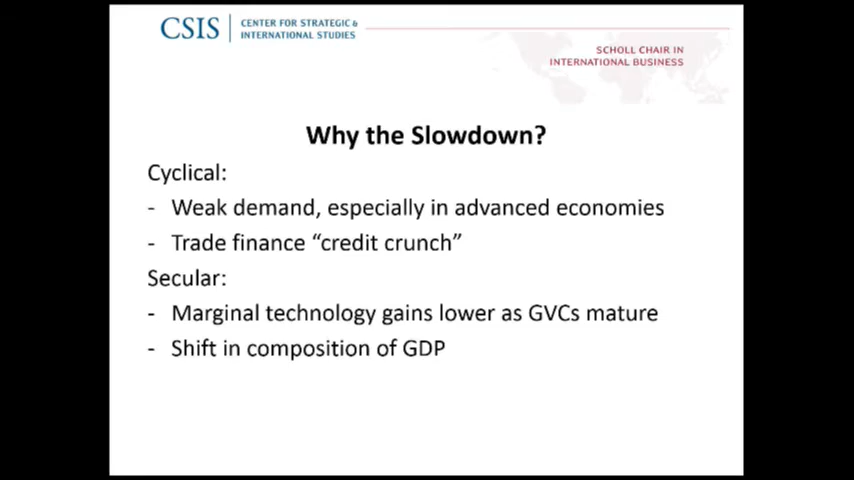 CSIS
CENTER FOR STRATEGIC &
INTERNATIONAL STUDIES
SCHOLL CHAIR IN
INTERNATIONAL BUSINESS
Why the Slowdown?
Cyclical:
- Weak demand, especially in advanced economies
- Trade finance “credit crunch”
Secular:
- Marginal technology gains lower as GVCs mature
- Shift in composition of GDP